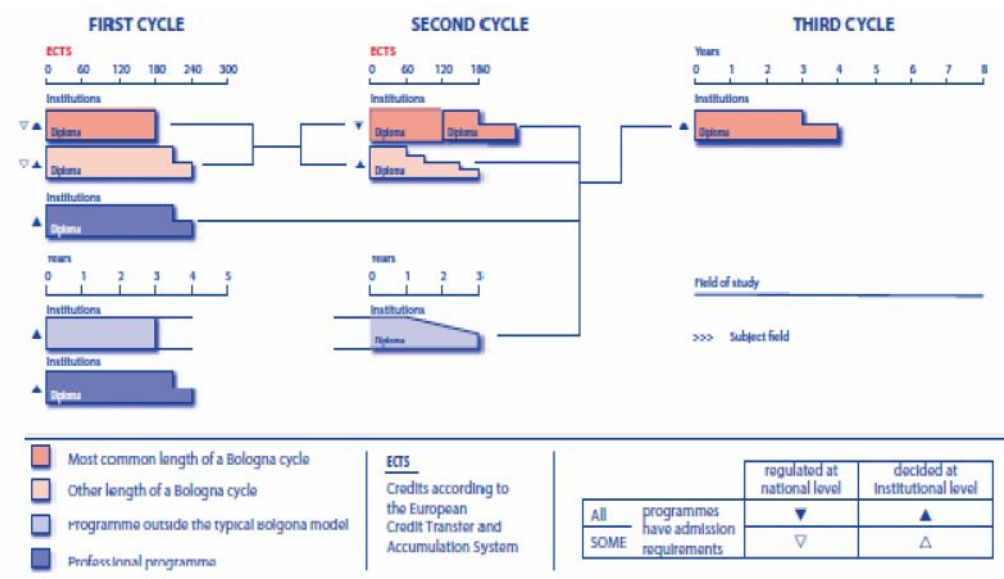 FIRST CYCLE
SECOND CYCLE
THIRD CYCLE
ECTS
0 60 120 180 240 300
ECTS
0 60 120 180
Years
0 1 2 3 4 5 6 7 8
Institutions
Institutions
Institutions
Diploma
Diploma
Diploma
Diploma
Diploma
Diploma
Institutions
Diploma
Years
0 1 2 3 4 5
Years
0 1 2 3
Field of study
Institutions
Institutions
>>> Subject field
Diploma
Institutions
Diploma
Most common length of a Bologna cycle
Other length of a Bologna cycle
Programme outside the typical Bolgona model
Professional programme
ECTS
Credits according to
the European
Credit Transfer and
Accumulation System
regulated at
national level
decided at
institutional level
All
SOME
programmes
have admission
requirements
▼ ▲
▽ △